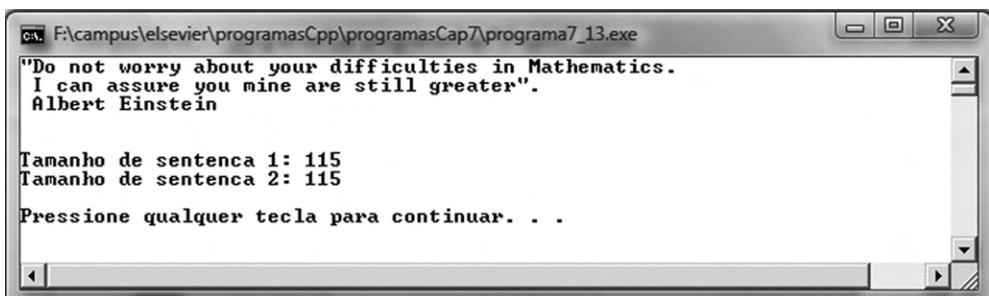 F:\campus\elsevier\programasCpp\programasCap7\programa7_13.exe
"Do not worry about your difficulties in Mathematics.
I can assure you mine are still greater".
Albert Einstein
Tamanho de sentenca 1: 115
Tamanho de sentenca 2: 115
Pressione qualquer tecla para continuar. . .